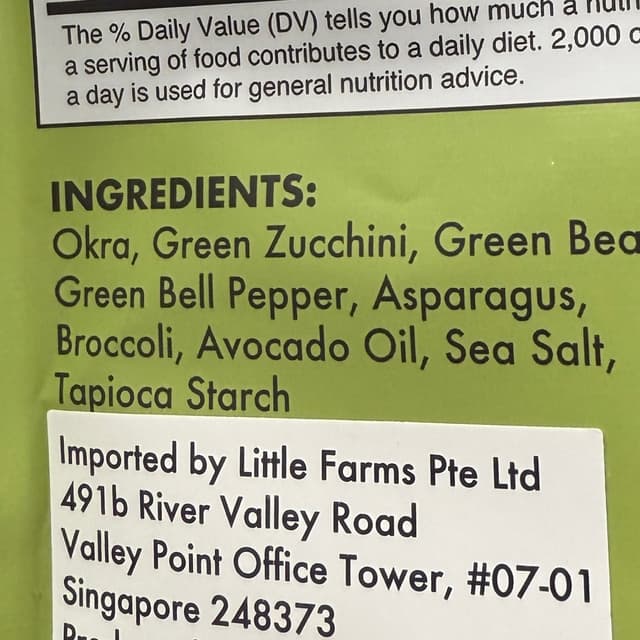 The % Daily Value (DV) tells you how much a
a serving of food contributes to a daily diet. 2,000
a day is used for general nutrition advice.
INGREDIENTS:
Okra, Green Zucchini, Green
Green Bell Pepper, Asparagus,
Broccoli, Avocado Oil, Sea Salt,
Tapioca Starch
Imported by Little Farms Pte Ltd
491b River Valley Road
Valley Point Office Tower, #07-01
Singapore 248373